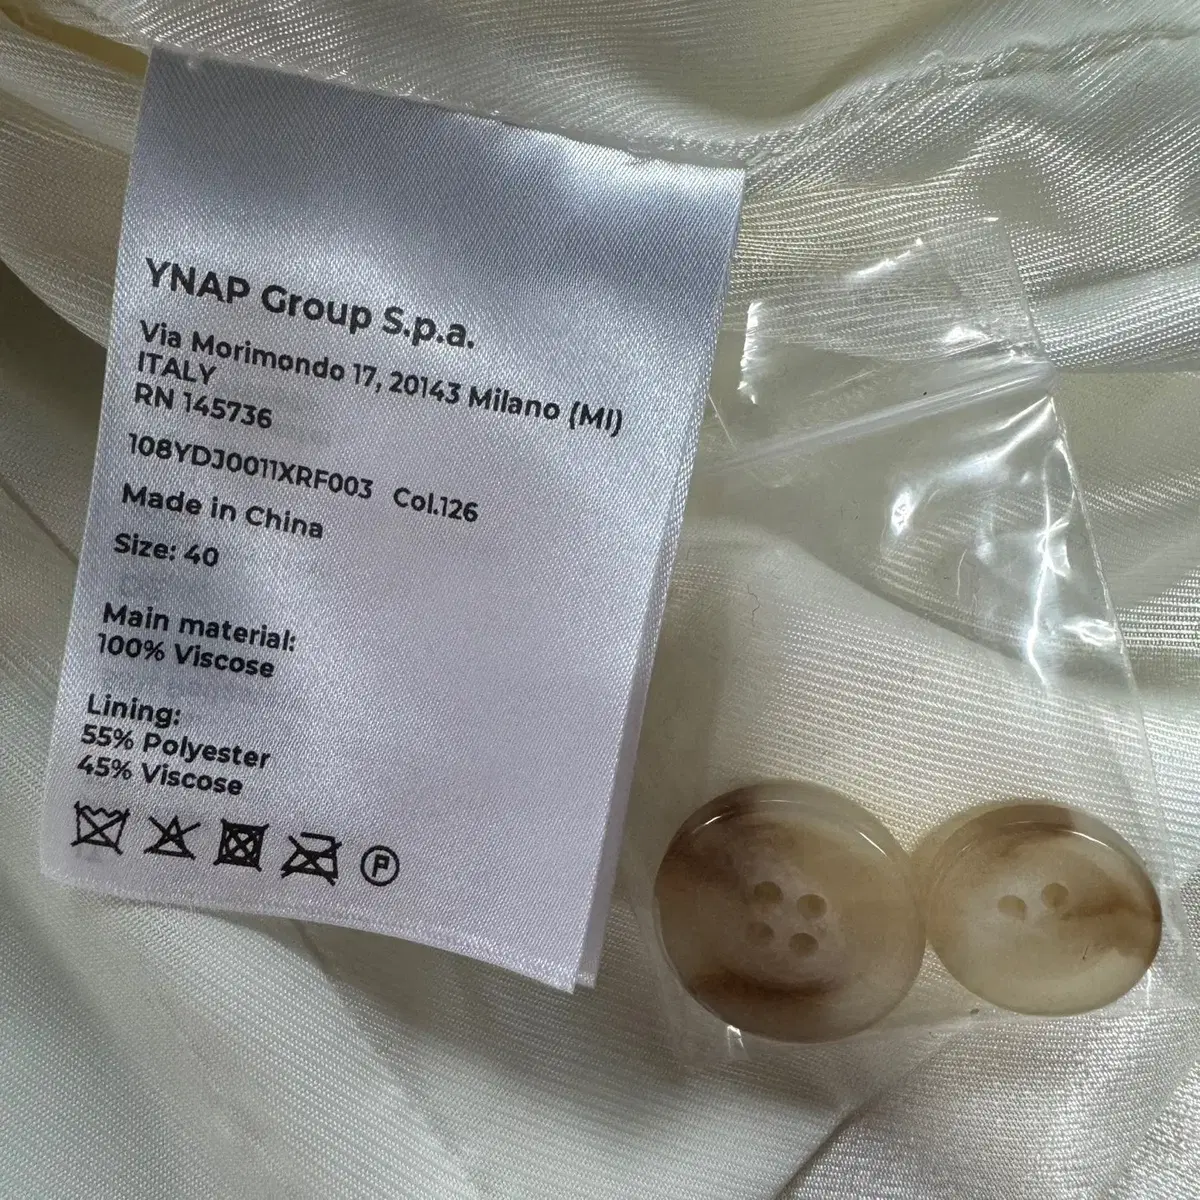 YNAP Group S.p.a.
Via Morimondo 17, 20143 Milano (MI)
ITALY
RN 145736
108YDJ0011XRF003 Col.126
Made in China
Size: 40
Main material:
100% Viscose
Lining:
55% Polyester
45% Viscose
P